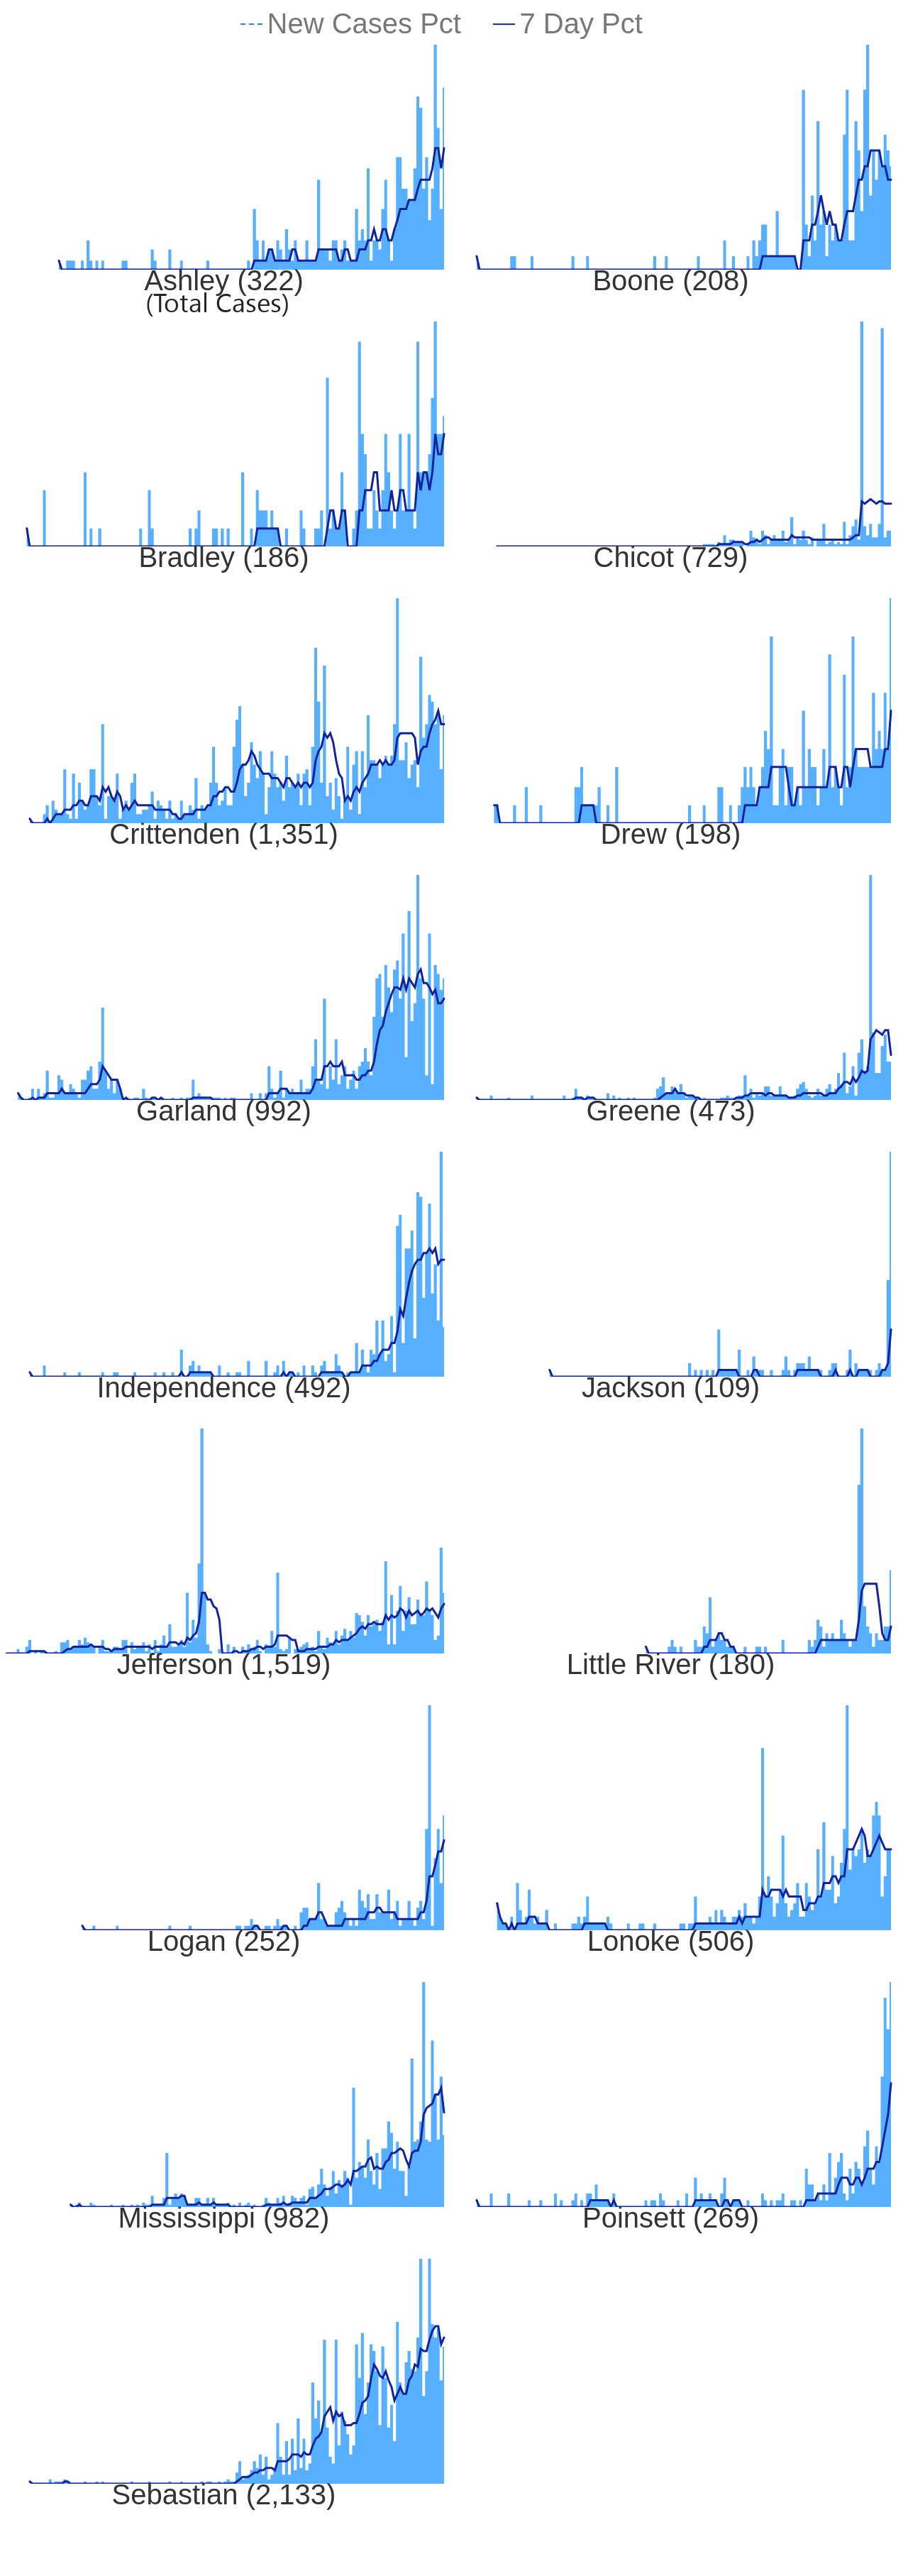 New Cases Pct 7 Day Pct
Ashley (322) Boone (208)
(Total Cases)
Bradley (186) Chicot (729)
Crittenden (1,351) Drew (198)
Garland (992) Greene (473)
Independence (492) Jackson (109)
Jefferson (1,519) Little River (180)
Logan (252) Lonoke (506)
Mississippi (982) Poinsett (269)
Sebastian (2,133)